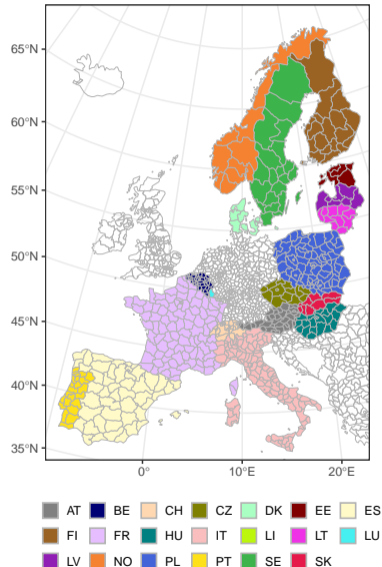 65°N
60°N
55°N
50°N
45°N
40°N
35°N
0° 10°E 20°E
AT BE CH CZ DK EE ES
FI FR HU IT LI LT LU
LV NO PL PT SE SK